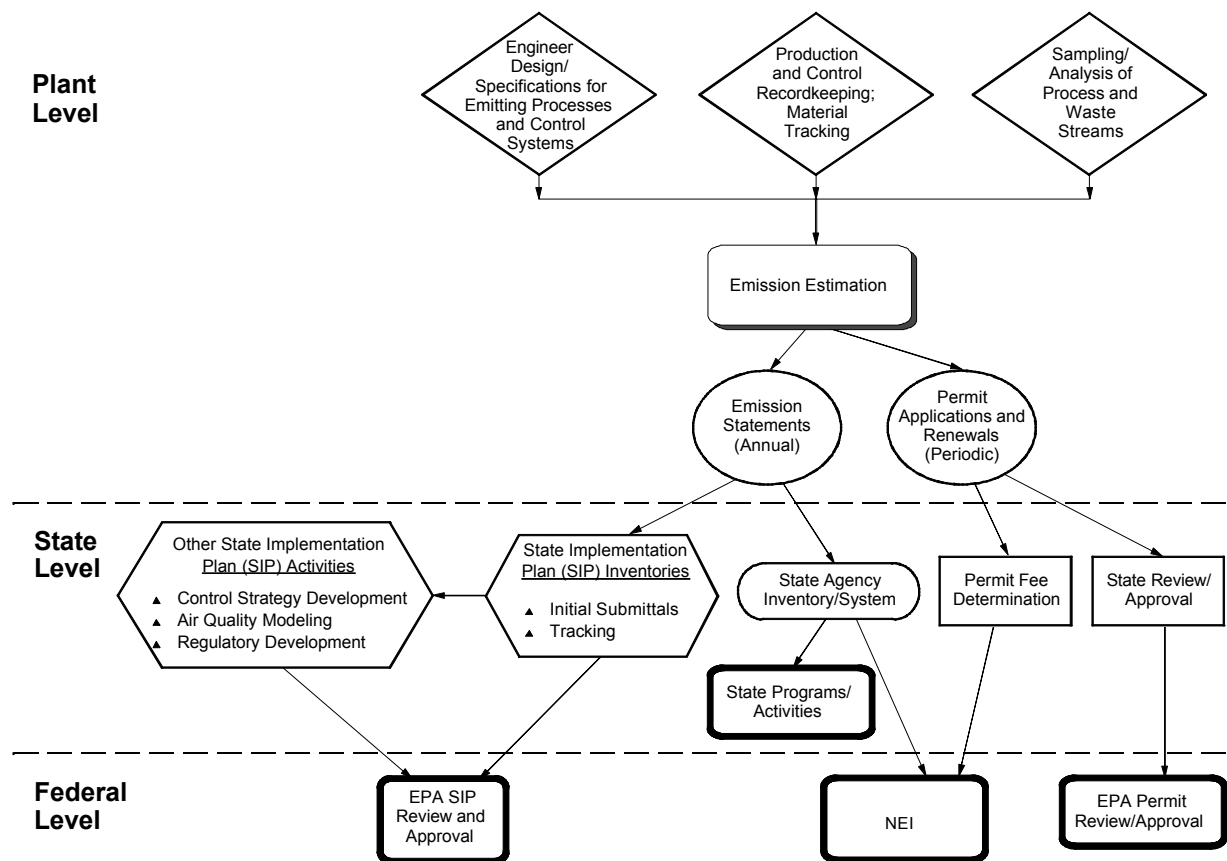 Plant
Level
Engineer
Design/
Specifications for
Emitting Processes
and Control
Systems
Production
and Control
Recordkeeping;
Material
Tracking
Sampling/
Analysis of
Process and
Waste
Streams
Emission Estimation
Emission
Statements
(Annual)
Permit
Applications and
Renewals
(Periodic)
State
Level
Other State Implementation
Plan (SIP) Activities
▲ Control Strategy Development
▲ Air Quality Modeling
▲ Regulatory Development
State Implementation
Plan (SIP) Inventories
▲ Initial Submittals
▲ Tracking
State Agency
Inventory/System
Permit Fee
Determination
State Review/
Approval
State Programs/
Activities
Federal
Level
EPA SIP
Review and
Approval
NEI
EPA Permit
Review/Approval